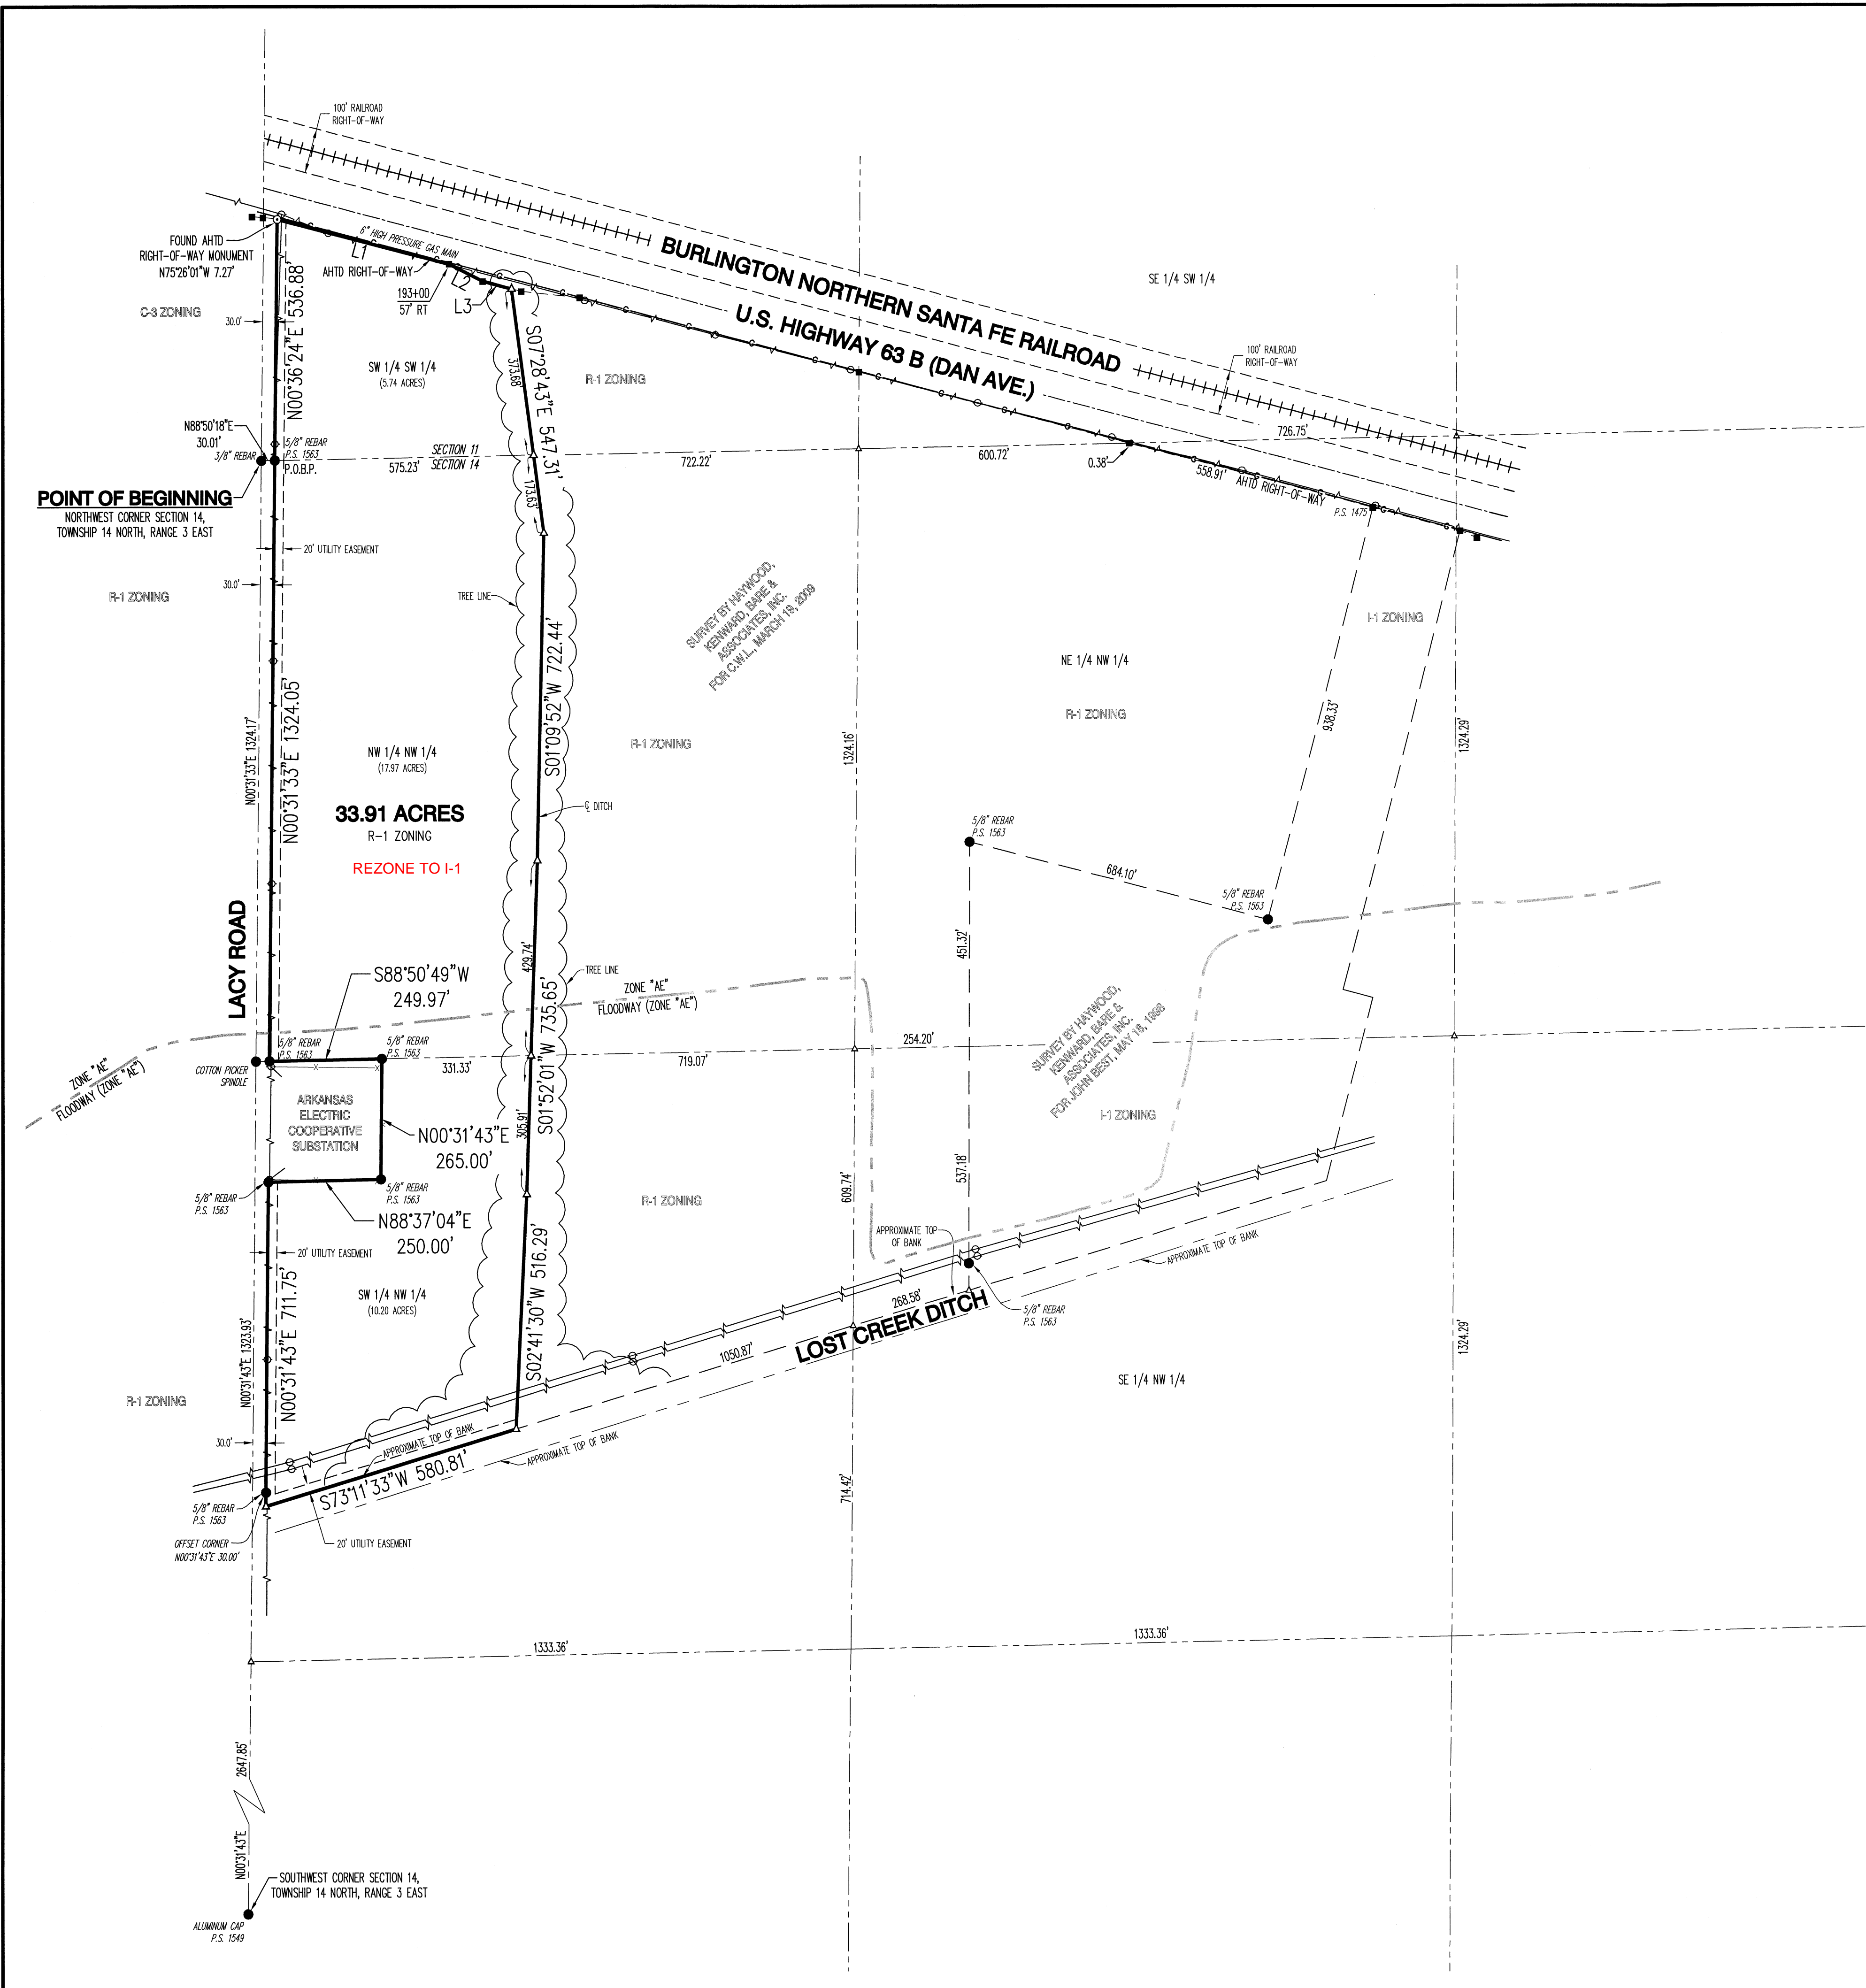 100' RAILROAD
RIGHT-OF-WAY
FOUND AHTD
RIGHT-OF-WAY MONUMENT
N75°26'01"W 7.27'
6" HIGH PRESSURE GAS MAIN
L1
AHTD RIGHT-OF-WAY
L2
193+00
57' RT
L3
BURLINGTON NORTHERN SANTA FE RAILROAD
U.S. HIGHWAY 63 B (DAN AVE.)
SE 1/4 SW 1/4
100' RAILROAD
RIGHT-OF-WAY
C-3 ZONING
30.0'
N00°36'24"E 536.88'
SW 1/4 SW 1/4
(5.74 ACRES)
373.68'
S07°28'43"E 547.31'
R-1 ZONING
N88°50'18"E
30.01'
3/8" REBAR
5/8" REBAR
P.S. 1563
P.O.B.P.
575.23'
SECTION 11
SECTION 14
722.22'
600.72'
0.38'
726.75'
558.91'
AHTD RIGHT-OF-WAY
P.S. 1475
173.63'
POINT OF BEGINNING
NORTHWEST CORNER SECTION 14,
TOWNSHIP 14 NORTH, RANGE 3 EAST
20' UTILITY EASEMENT
30.0'
R-1 ZONING
TREE LINE
SURVEY BY HAYWOOD,
KENWARD, BARE &
ASSOCIATES, INC.
FOR C.W.L., MARCH 19, 2009
I-1 ZONING
NE 1/4 NW 1/4
R-1 ZONING
938.33'
1324.29'
N00°31'33"E 1324.17'
N00°31'33"E 1324.05'
S01°09'52"W 722.44'
R-1 ZONING
1324.16'
NW 1/4 NW 1/4
(17.97 ACRES)
33.91 ACRES
R-1 ZONING
REZONE TO I-1
℄ DITCH
5/8" REBAR
P.S. 1563
684.10'
5/8" REBAR
P.S. 1563
451.32'
LACY ROAD
429.74'
S88°50'49"W
249.97'
TREE LINE
ZONE "AE"
FLOODWAY (ZONE "AE")
S01°52'01"W 735.65'
SURVEY BY HAYWOOD,
KENWARD, BARE &
ASSOCIATES, INC.
FOR JOHN BEST, MAY 18, 1998
I-1 ZONING
5/8" REBAR
P.S. 1563
5/8" REBAR
P.S. 1563
331.33'
719.07'
254.20'
COTTON PICKER
SPINDLE
ZONE "AE"
FLOODWAY (ZONE "AE")
ARKANSAS
ELECTRIC
COOPERATIVE
SUBSTATION
N00°31'43"E
265.00'
305.91'
5/8" REBAR
P.S. 1563
5/8" REBAR
P.S. 1563
N88°37'04"E
250.00'
R-1 ZONING
609.74'
537.18'
20' UTILITY EASEMENT
APPROXIMATE TOP
OF BANK
APPROXIMATE TOP OF BANK
SW 1/4 NW 1/4
(10.20 ACRES)
S02°41'30"W 516.29'
268.58'
5/8" REBAR
P.S. 1563
LOST CREEK DITCH
1050.87'
1324.29'
SE 1/4 NW 1/4
N00°31'43"E 1323.93'
N00°31'43"E 711.75'
R-1 ZONING
30.0'
APPROXIMATE TOP OF BANK
APPROXIMATE TOP OF BANK
S73°11'33"W 580.81'
714.42'
5/8" REBAR
P.S. 1563
OFFSET CORNER
N00°31'43"E 30.00'
20' UTILITY EASEMENT
1333.36'
1333.36'
2647.85'
N00°31'43"E
SOUTHWEST CORNER SECTION 14,
TOWNSHIP 14 NORTH, RANGE 3 EAST
ALUMINUM CAP
P.S. 1549